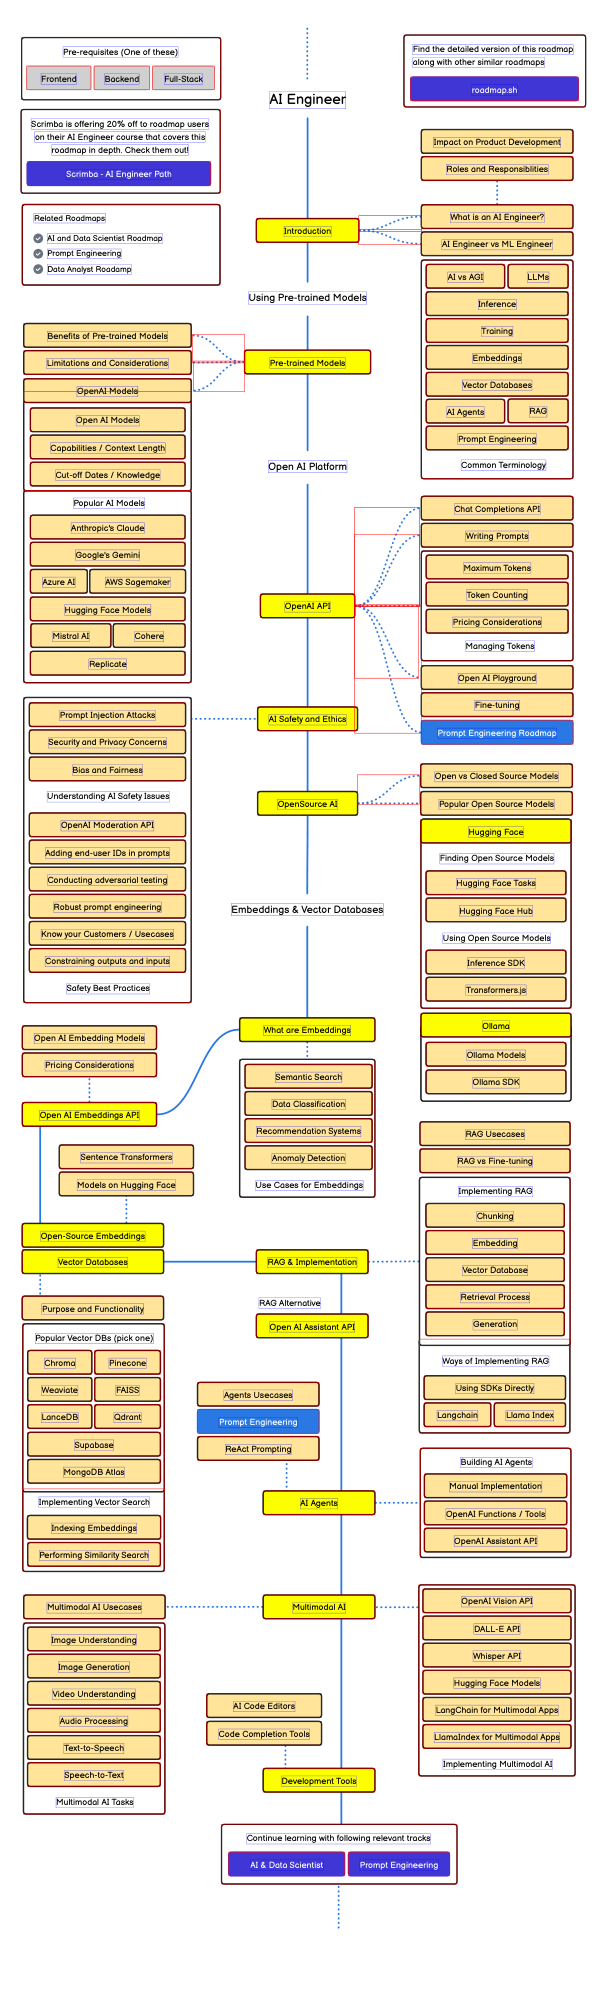 Pre-requisites (One of these)
Frontend
Backend
Full-Stack
Find the detailed version of this roadmap
along with other similar roadmaps
roadmap.sh
AI Engineer
Scrimba is offering 20% off to roadmap users
on their AI Engineer course that covers this
roadmap in depth. Check them out!
Scrimba - AI Engineer Path
Related Roadmaps
AI and Data Scientist Roadmap
Prompt Engineering
Data Analyst Roadamp
Impact on Product Development
Roles and Responsiblities
Introduction
What is an AI Engineer?
AI Engineer vs ML Engineer
AI vs AGI
LLMs
Inference
Training
Embeddings
Vector Databases
AI Agents
RAG
Prompt Engineering
Common Terminology
Using Pre-trained Models
Benefits of Pre-trained Models
Limitations and Considerations
OpenAI Models
Pre-trained Models
Open AI Models
Capabilities / Context Length
Cut-off Dates / Knowledge
Popular AI Models
Anthropic's Claude
Google's Gemini
Azure AI
AWS Sagemaker
Hugging Face Models
Mistral AI
Cohere
Replicate
Open AI Platform
OpenAI API
Chat Completions API
Writing Prompts
Maximum Tokens
Token Counting
Pricing Considerations
Managing Tokens
Open AI Playground
Fine-tuning
Prompt Engineering Roadmap
AI Safety and Ethics
Prompt Injection Attacks
Security and Privacy Concerns
Bias and Fairness
Understanding AI Safety Issues
OpenAI Moderation API
Adding end-user IDs in prompts
Conducting adversarial testing
Robust prompt engineering
Know your Customers / Usecases
Constraining outputs and inputs
Safety Best Practices
OpenSource AI
Open vs Closed Source Models
Popular Open Source Models
Hugging Face
Finding Open Source Models
Hugging Face Tasks
Hugging Face Hub
Using Open Source Models
Inference SDK
Transformers.js
Ollama
Ollama Models
Ollama SDK
Embeddings & Vector Databases
What are Embeddings
Semantic Search
Data Classification
Recommendation Systems
Anomaly Detection
Use Cases for Embeddings
Open AI Embedding Models
Pricing Considerations
Open AI Embeddings API
Sentence Transformers
Models on Hugging Face
Open-Source Embeddings
Vector Databases
Purpose and Functionality
Popular Vector DBs (pick one)
Chroma
Pinecone
Weaviate
FAISS
LanceDB
Qdrant
Supabase
MongoDB Atlas
Implementing Vector Search
Indexing Embeddings
Performing Similarity Search
RAG & Implementation
RAG Usecases
RAG vs Fine-tuning
Implementing RAG
Chunking
Embedding
Vector Database
Retrieval Process
Generation
Ways of Implementing RAG
Using SDKs Directly
Langchain
Llama Index
RAG Alternative
Open AI Assistant API
Agents Usecases
Prompt Engineering
ReAct Prompting
AI Agents
Building AI Agents
Manual Implementation
OpenAI Functions / Tools
OpenAI Assistant API
Multimodal AI
Multimodal AI Usecases
Image Understanding
Image Generation
Video Understanding
Audio Processing
Text-to-Speech
Speech-to-Text
Multimodal AI Tasks
OpenAI Vision API
DALL-E API
Whisper API
Hugging Face Models
LangChain for Multimodal Apps
LlamaIndex for Multimodal Apps
Implementing Multimodal AI
AI Code Editors
Code Completion Tools
Development Tools
Continue learning with following relevant tracks
AI & Data Scientist
Prompt Engineering